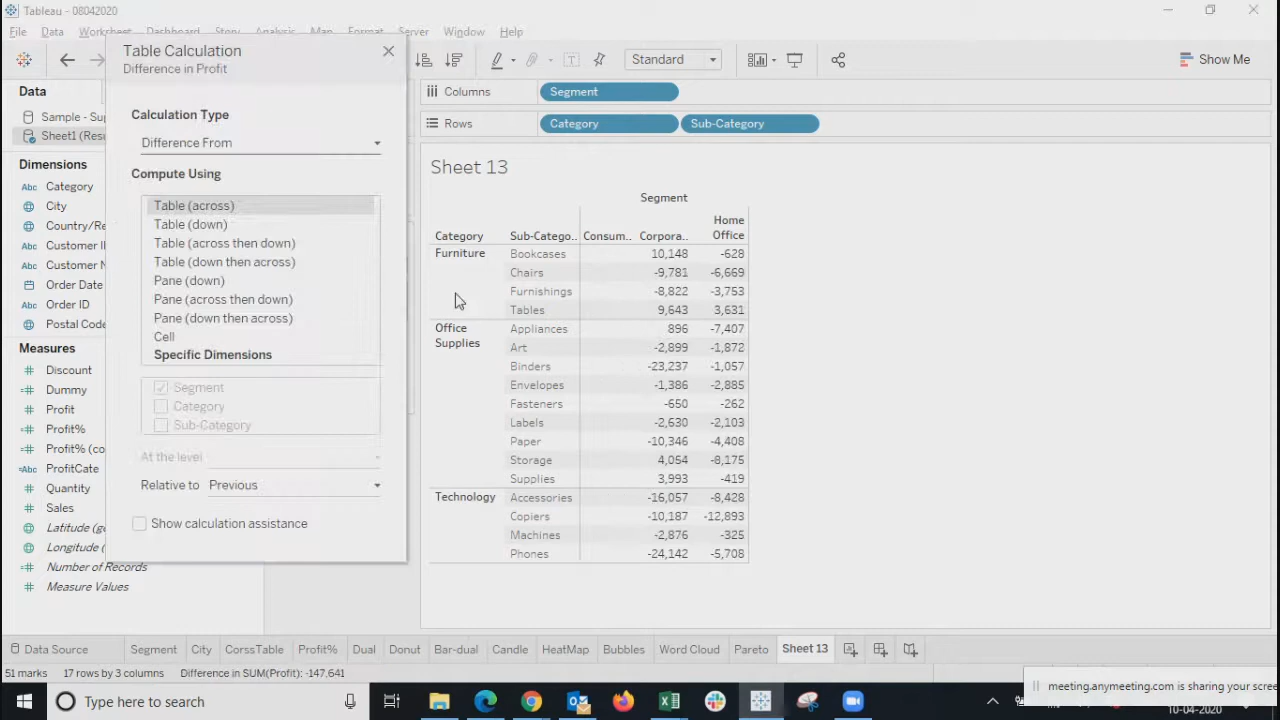 Tableau - 08042020
File Data Worksheet Dashboard Story Analysis Map Format Server Window Help
Table Calculation
Difference in Profit
Calculation Type
Difference From
Compute Using
Table (across)
Table (down)
Table (across then down)
Table (down then across)
Pane (down)
Pane (across then down)
Pane (down then across)
Cell
Specific Dimensions
Segment
Category
Sub-Category
At the level
Relative to Previous
Show calculation assistance
Standard
Show Me
Data
Sample - Sup
Sheet1 (Resu
Dimensions
Abc Category
City
Country/Re
Abc Customer I
Abc Customer N
Order Date
Abc Order ID
Postal Code
Measures
# Discount
=# Dummy
# Profit
=# Profit%
=# Profit% (co
=Abc ProfitCate
# Quantity
# Sales
Latitude (ge
Longitude (
=# Number of Records
# Measure Values
Columns Segment
Rows Category Sub-Category
Sheet 13
Segment
Home
Category Sub-Catego.. Consum.. Corpora.. Office
Furniture Bookcases 10,148 -628
Chairs -9,781 -6,669
Furnishings -8,822 -3,753
Tables 9,643 3,631
Office Appliances 896 -7,407
Supplies Art -2,899 -1,872
Binders -23,237 -1,057
Envelopes -1,386 -2,885
Fasteners -650 -262
Labels -2,630 -2,103
Paper -10,346 -4,408
Storage 4,054 -8,175
Supplies 3,993 -419
Technology Accessories -16,057 -8,428
Copiers -10,187 -12,893
Machines -2,876 -325
Phones -24,142 -5,708
Data Source Segment City CorssTable Profit% Dual Donut Bar-dual Candle HeatMap Bubbles Word Cloud Pareto Sheet 13
51 marks 17 rows by 3 columns Difference in SUM(Profit): -147,641
meeting.anymeeting.com is sharing your scree
Type here to search
10-04-2020